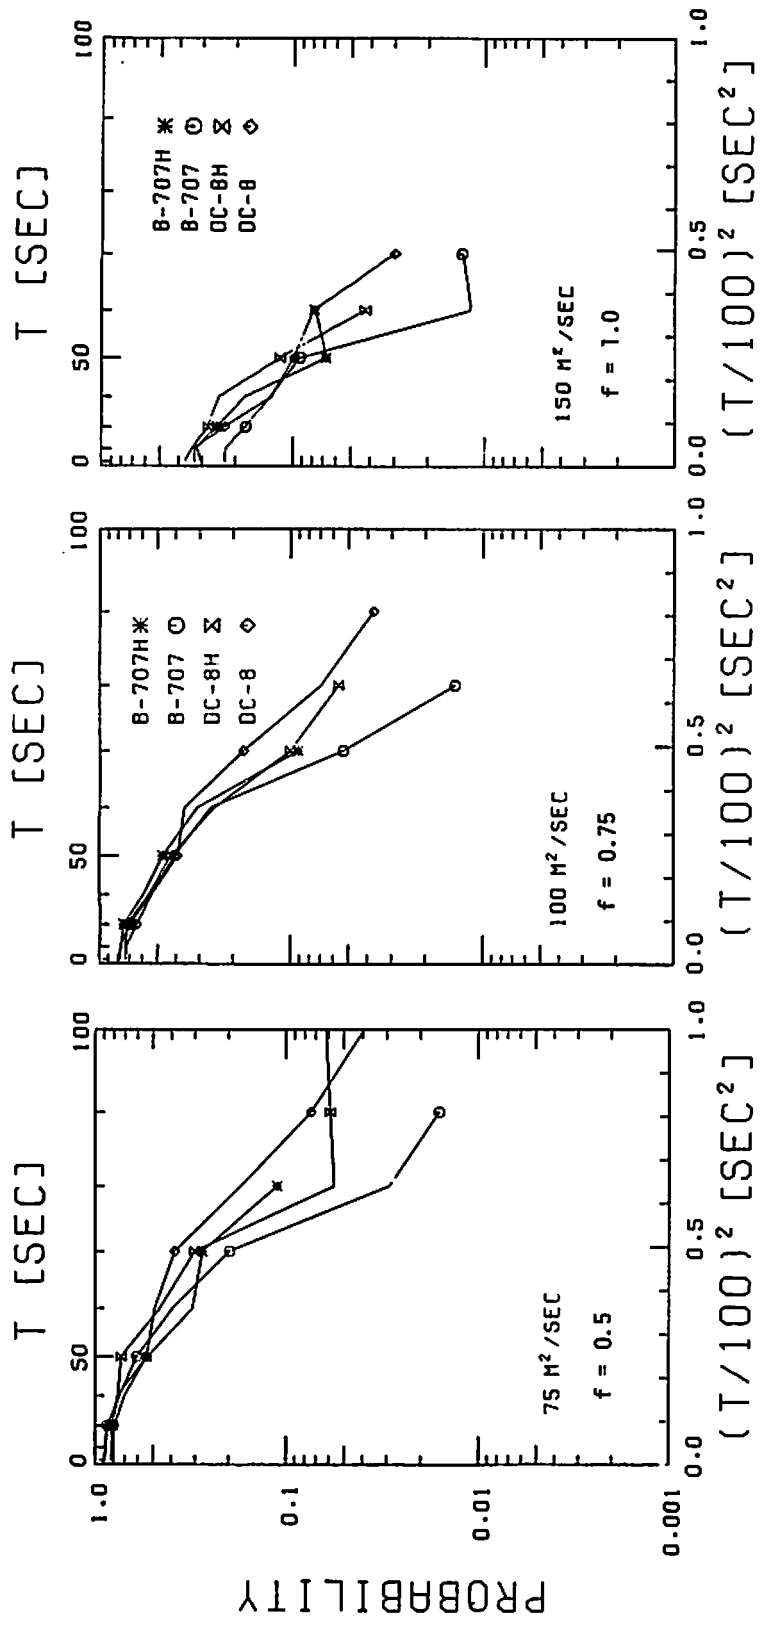 T [SEC]
0
50
100
T [SEC]
50
100
T [SEC]
0
50
100
PROBABILITY
1.0
0.1
0.01
0.001
75 M²/SEC
f = 0.5
B-707H
B-707
DC-8H
DC-8
100 M²/SEC
f = 0.75
B-707H
B-707
DC-8H
DC-8
150 M²/SEC
f = 1.0
0.0
0.5
1.0
(T/100)² [SEC²]
0.0
0.5
1.0
(T/100)² [SEC²]
0.0
0.5
1.0
(T/100)² [SEC²]